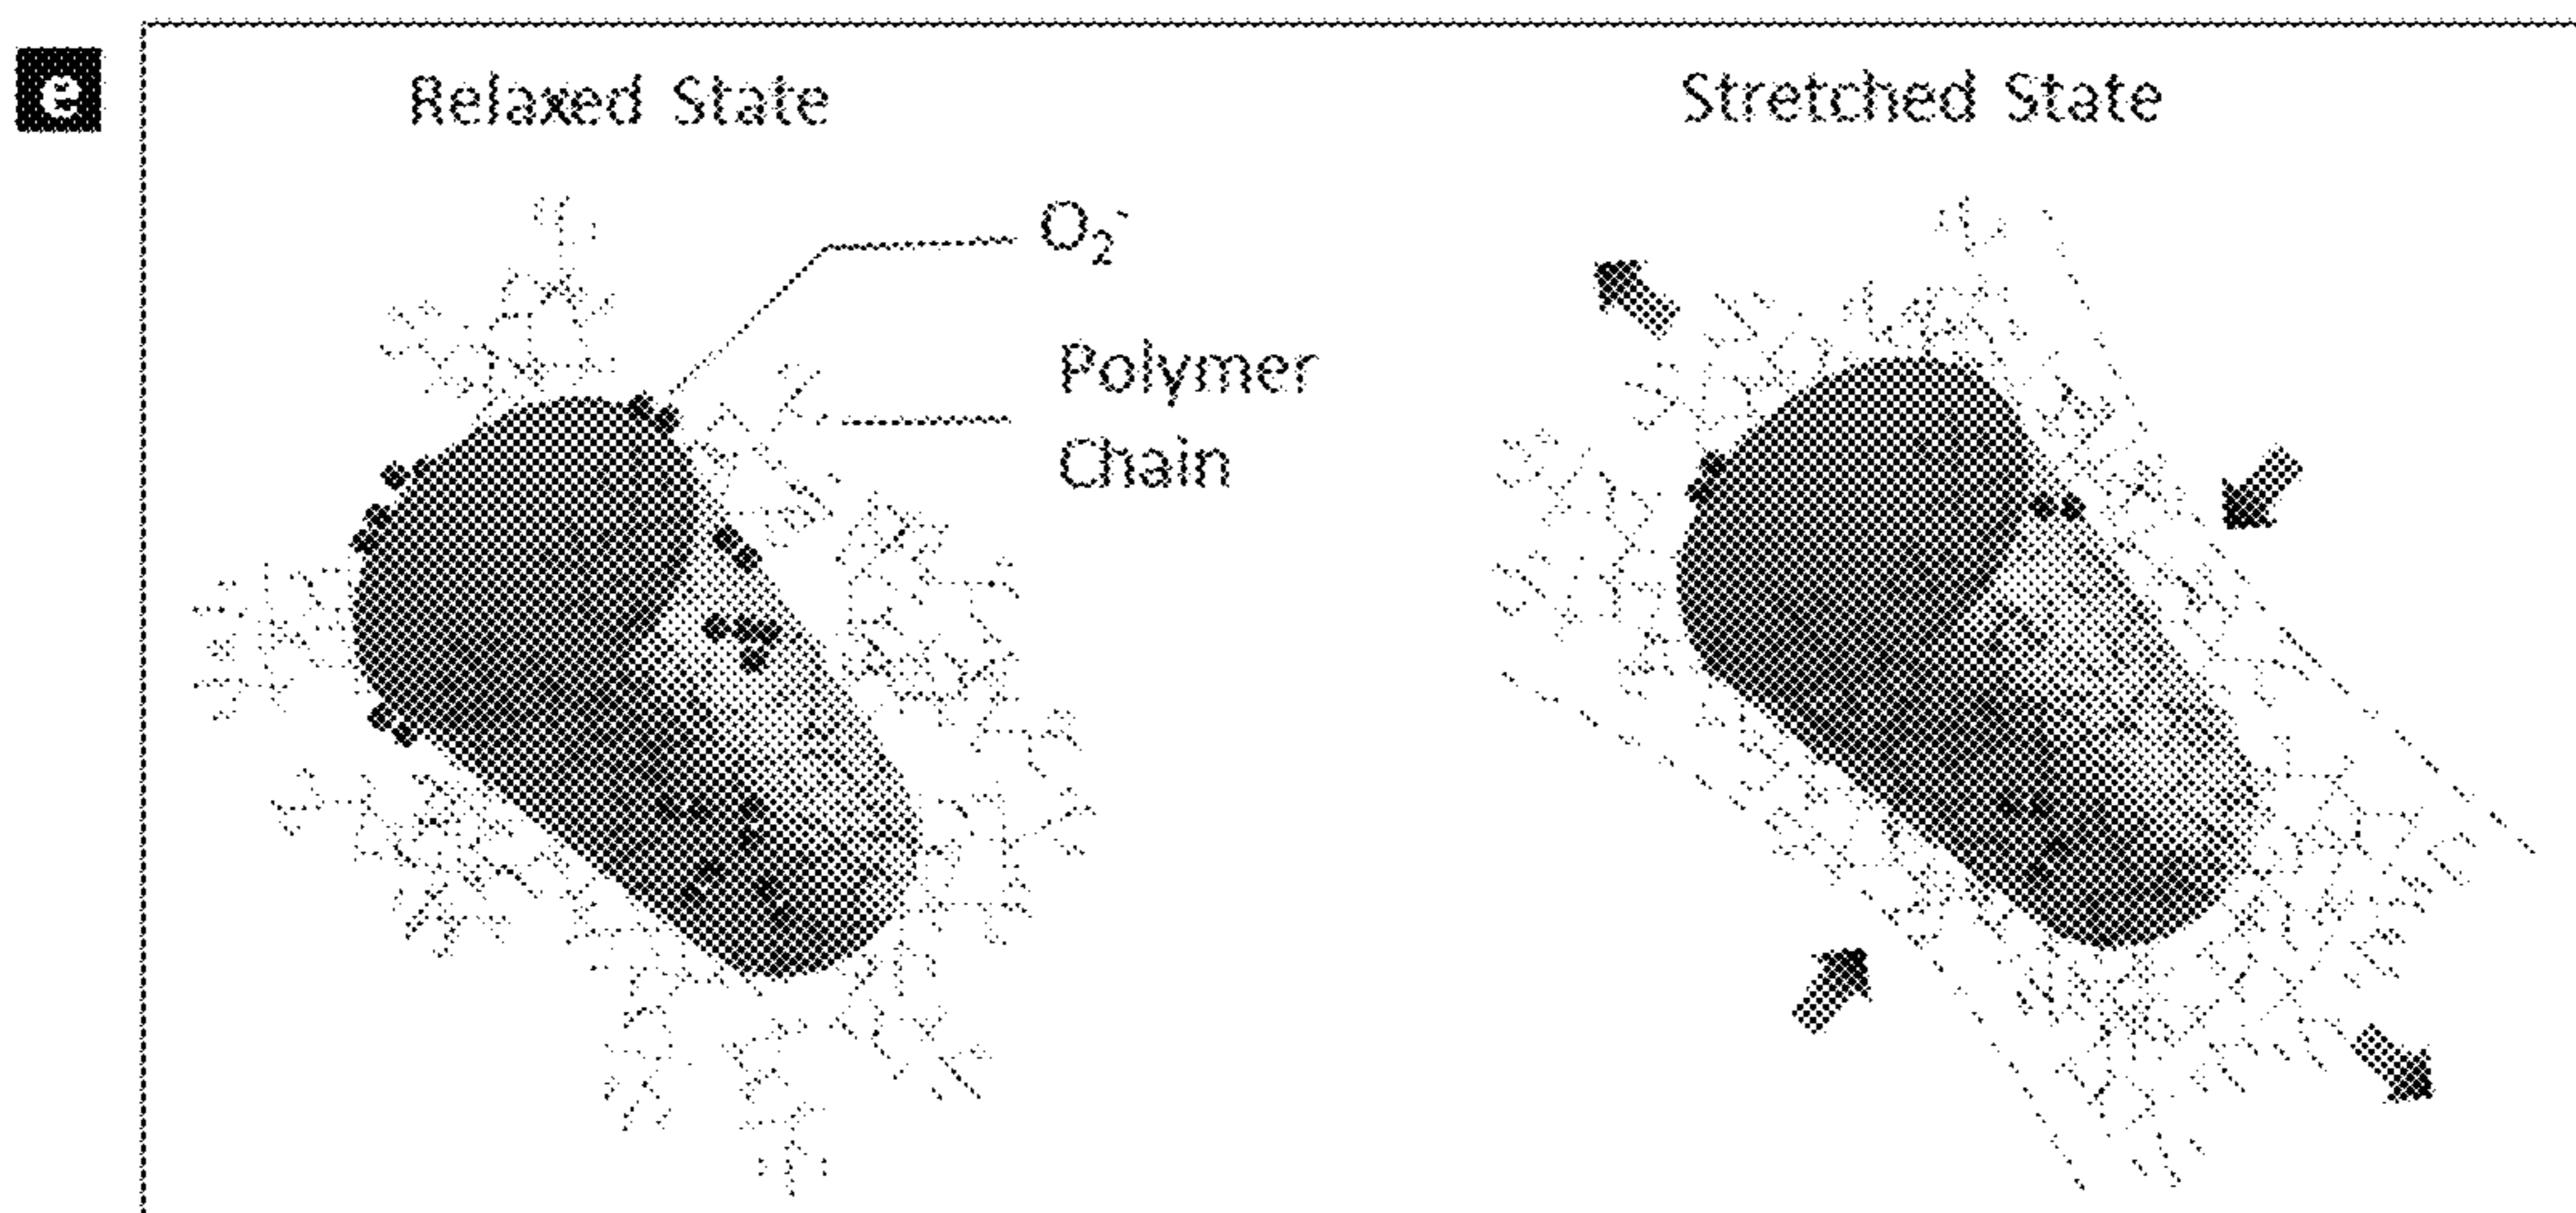 e
Relaxed State
Stretched State
O₂⁻
Polymer
Chain